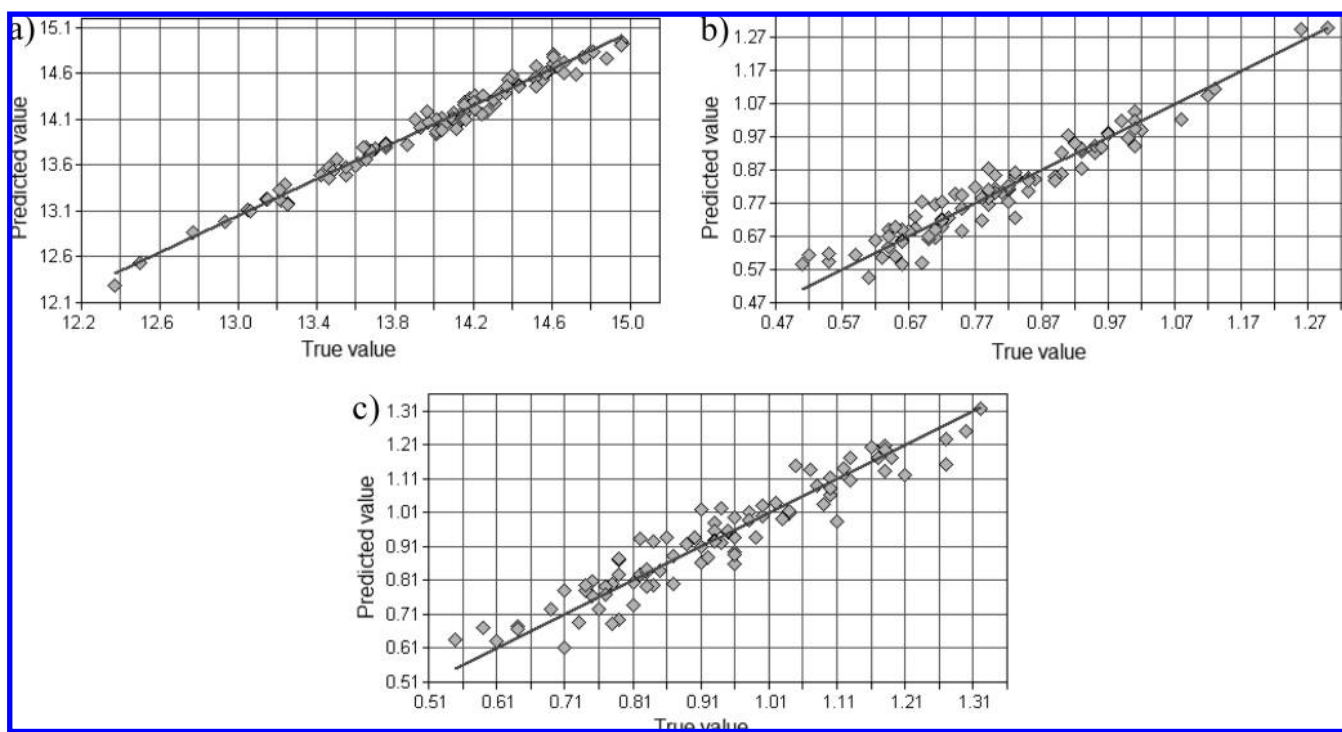 a)
15.1
14.6
14.1
13.6
13.1
12.6
12.1
Predicted value
12.2 12.6 13.0 13.4 13.8 14.2 14.6 15.0
True value
b)
1.27
1.17
1.07
0.97
0.87
0.77
0.67
0.57
0.47
Predicted value
0.47 0.57 0.67 0.77 0.87 0.97 1.07 1.17 1.27
True value
c)
1.31
1.21
1.11
1.01
0.91
0.81
0.71
0.61
0.51
Predicted value
0.51 0.61 0.71 0.81 0.91 1.01 1.11 1.21 1.31
True value